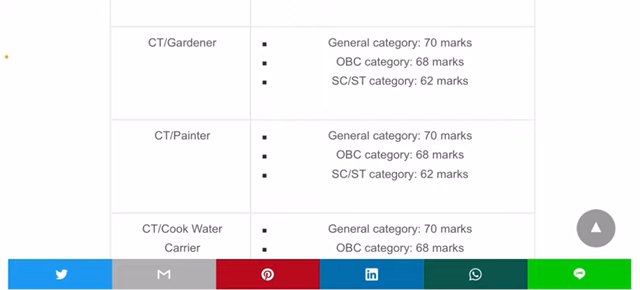 CT/Gardener
General category: 70 marks
OBC category: 68 marks
SC/ST category: 62 marks
CT/Painter
General category: 70 marks
OBC category: 68 marks
SC/ST category: 62 marks
CT/Cook Water
Carrier
General category: 70 marks
OBC category: 68 marks